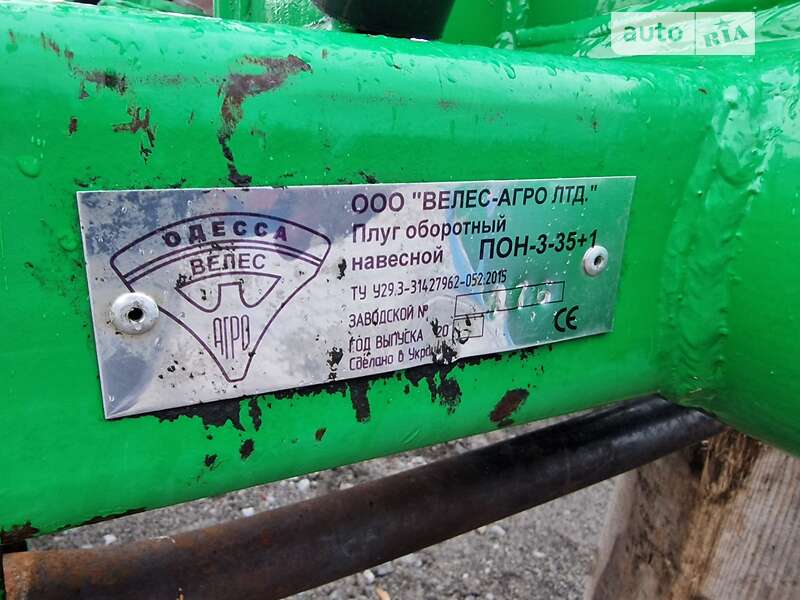 auto RIA
ООО "ВЕЛЕС-АГРО ЛТД."
Плуг оборотный
навесной ПОН-3-35+1
ТУ У29.3-31427962-052:2015
ЗАВОДСКОЙ №
ГОД ВЫПУСКА 20
Сделано в
CE
ОДЕССА
ВЕЛЕС
АГРО